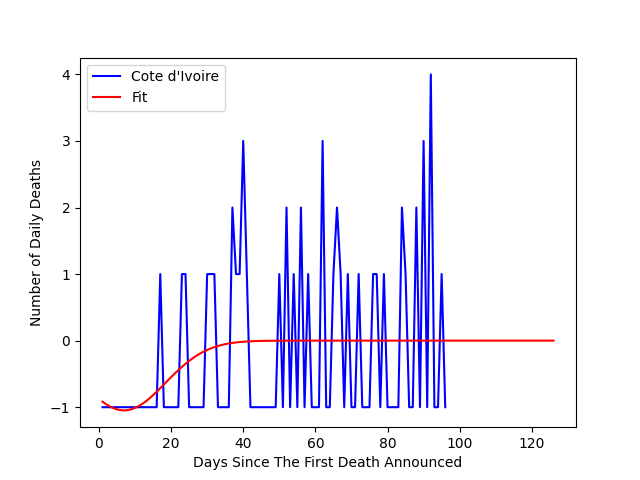 Cote d'Ivoire
Fit
4
3
2
1
0
−1
Number of Daily Deaths
0 20 40 60 80 100 120
Days Since The First Death Announced